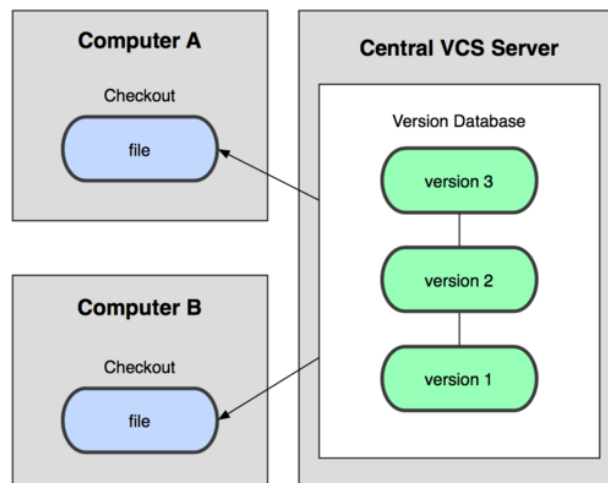 Computer A
Checkout
file
Computer B
Checkout
file
Central VCS Server
Version Database
version 3
version 2
version 1